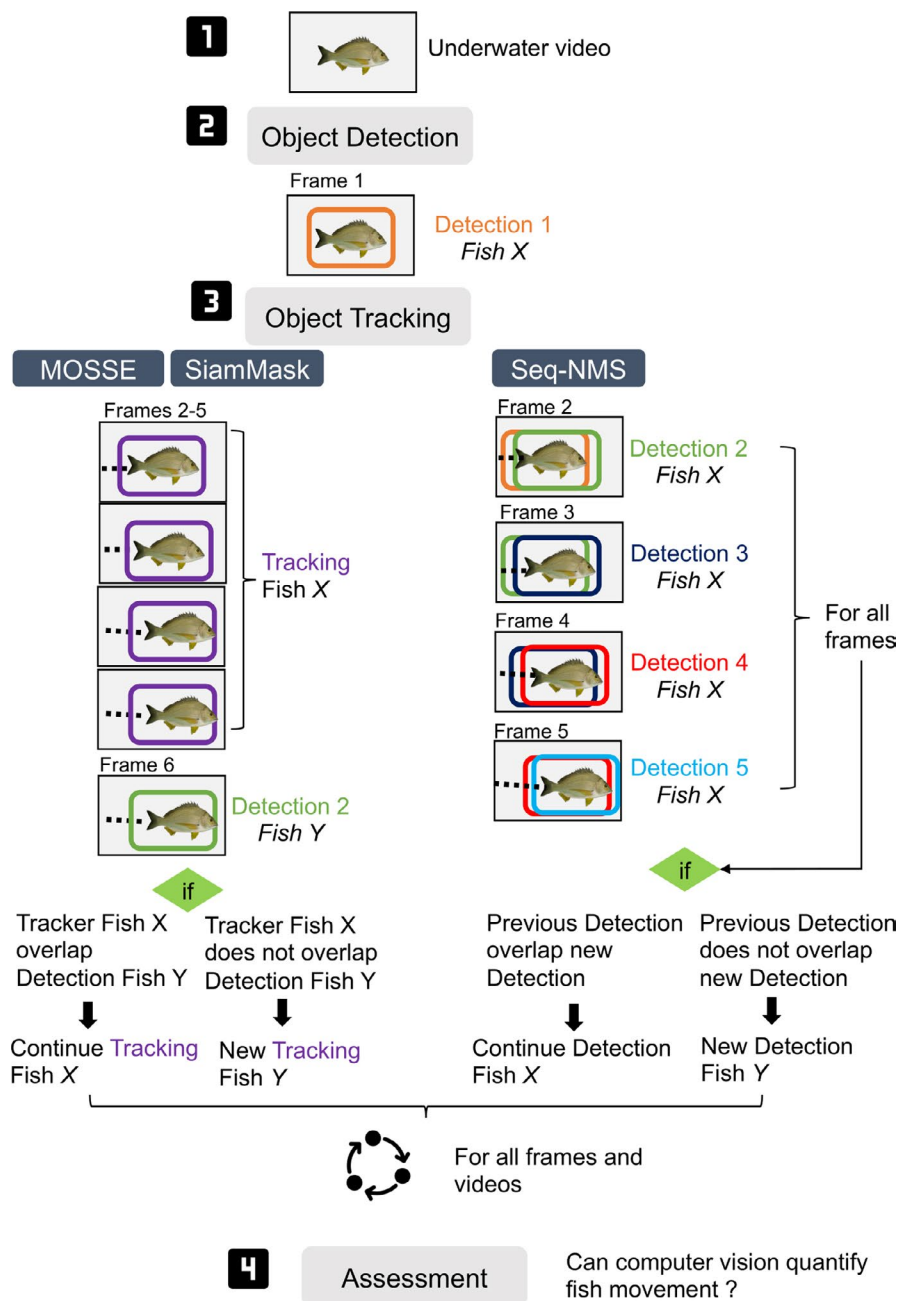 1
Underwater video
2
Object Detection
Frame 1
Detection 1
Fish X
3
Object Tracking
MOSSE
SiamMask
Frames 2-5
Tracking
Fish X
Frame 6
Detection 2
Fish Y
if
Tracker Fish X
overlap
Detection Fish Y
Tracker Fish X
does not overlap
Detection Fish Y
Continue Tracking
Fish X
New Tracking
Fish Y
Seq-NMS
Frame 2
Detection 2
Fish X
Frame 3
Detection 3
Fish X
Frame 4
Detection 4
Fish X
Frame 5
Detection 5
Fish X
For all
frames
if
Previous Detection
overlap new
Detection
Previous Detection
does not overlap
new Detection
Continue Detection
Fish X
New Detection
Fish Y
For all frames and
videos
4
Assessment
Can computer vision quantify
fish movement ?